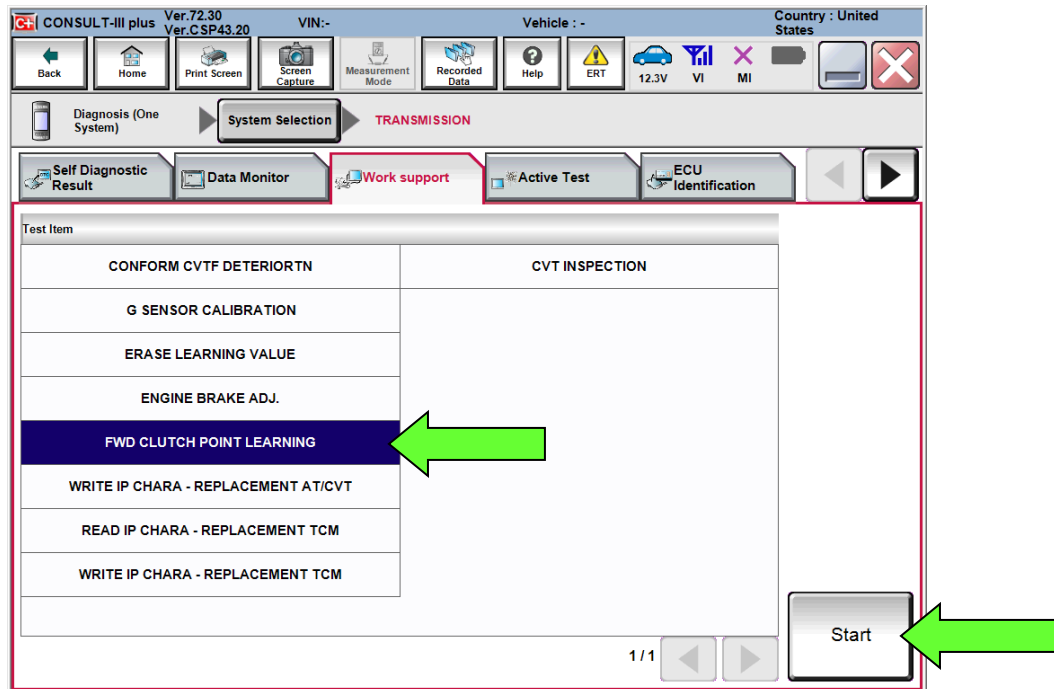 C+ CONSULT-III plus Ver.72.30 VIN:- Vehicle : - Country : United
Ver.CSP43.20 States
Back Home Print Screen Screen Capture Measurement Mode Recorded Data Help ERT 12.3V VI MI
Diagnosis (One
System)
System Selection
TRANSMISSION
Self Diagnostic
Result
Data Monitor
Work support
Active Test
ECU
Identification
Test Item
CONFORM CVTF DETERIORTN
CVT INSPECTION
G SENSOR CALIBRATION
ERASE LEARNING VALUE
ENGINE BRAKE ADJ.
FWD CLUTCH POINT LEARNING
WRITE IP CHARA - REPLACEMENT AT/CVT
READ IP CHARA - REPLACEMENT TCM
WRITE IP CHARA - REPLACEMENT TCM
Start
1/1